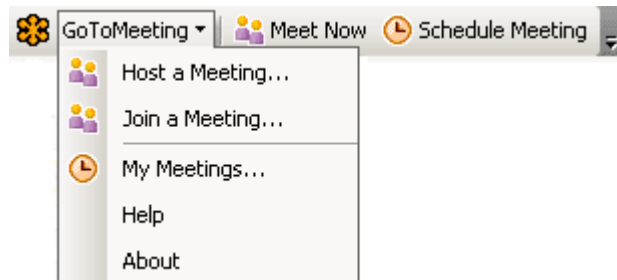 GoToMeeting Meet Now Schedule Meeting
Host a Meeting...
Join a Meeting...
My Meetings...
Help
About